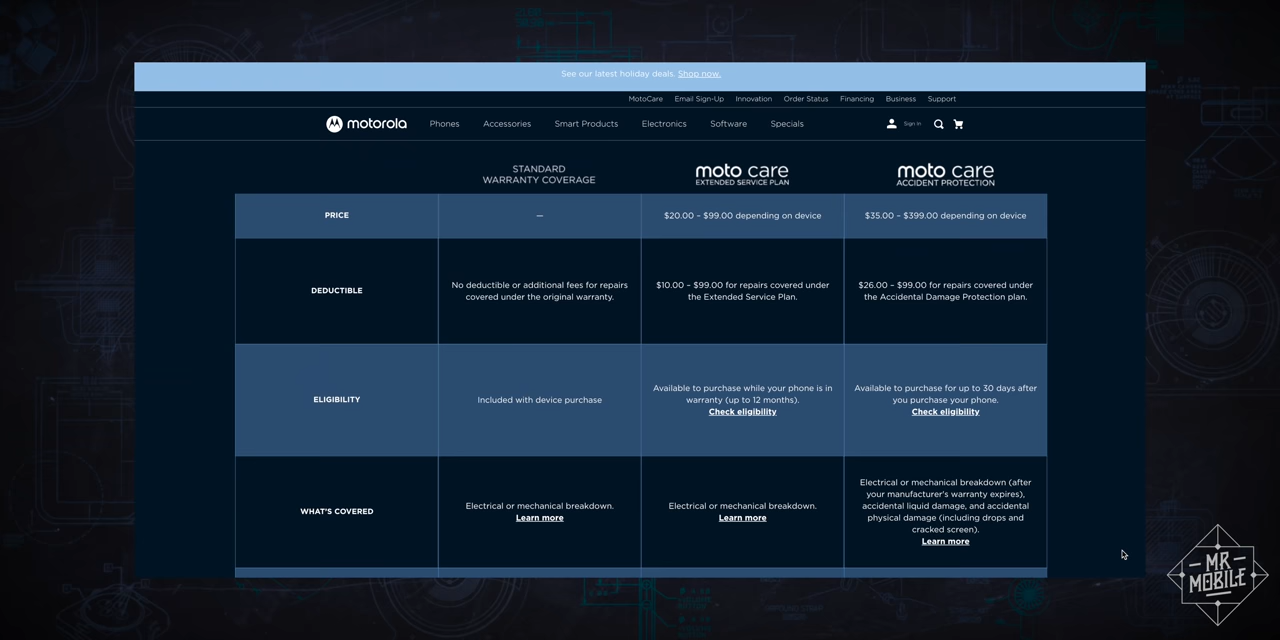 See our latest holiday deals. Shop now.
MotoCare Email Sign-Up Innovation Order Status Financing Business Support
motorola Phones Accessories Smart Products Electronics Software Specials Sign In
STANDARD
WARRANTY COVERAGE
moto care
EXTENDED SERVICE PLAN
moto care
ACCIDENT PROTECTION
PRICE
—
$20.00 – $99.00 depending on device
$35.00 – $399.00 depending on device
DEDUCTIBLE
No deductible or additional fees for repairs
covered under the original warranty.
$10.00 – $99.00 for repairs covered under
the Extended Service Plan.
$26.00 – $99.00 for repairs covered under
the Accidental Damage Protection plan.
ELIGIBILITY
Included with device purchase
Available to purchase while your phone is in
warranty (up to 12 months).
Check eligibility
Available to purchase for up to 30 days after
you purchase your phone.
Check eligibility
WHAT'S COVERED
Electrical or mechanical breakdown.
Learn more
Electrical or mechanical breakdown.
Learn more
Electrical or mechanical breakdown (after
your manufacturer's warranty expires),
accidental liquid damage, and accidental
physical damage (including drops and
cracked screen).
Learn more
MR
MOBILE